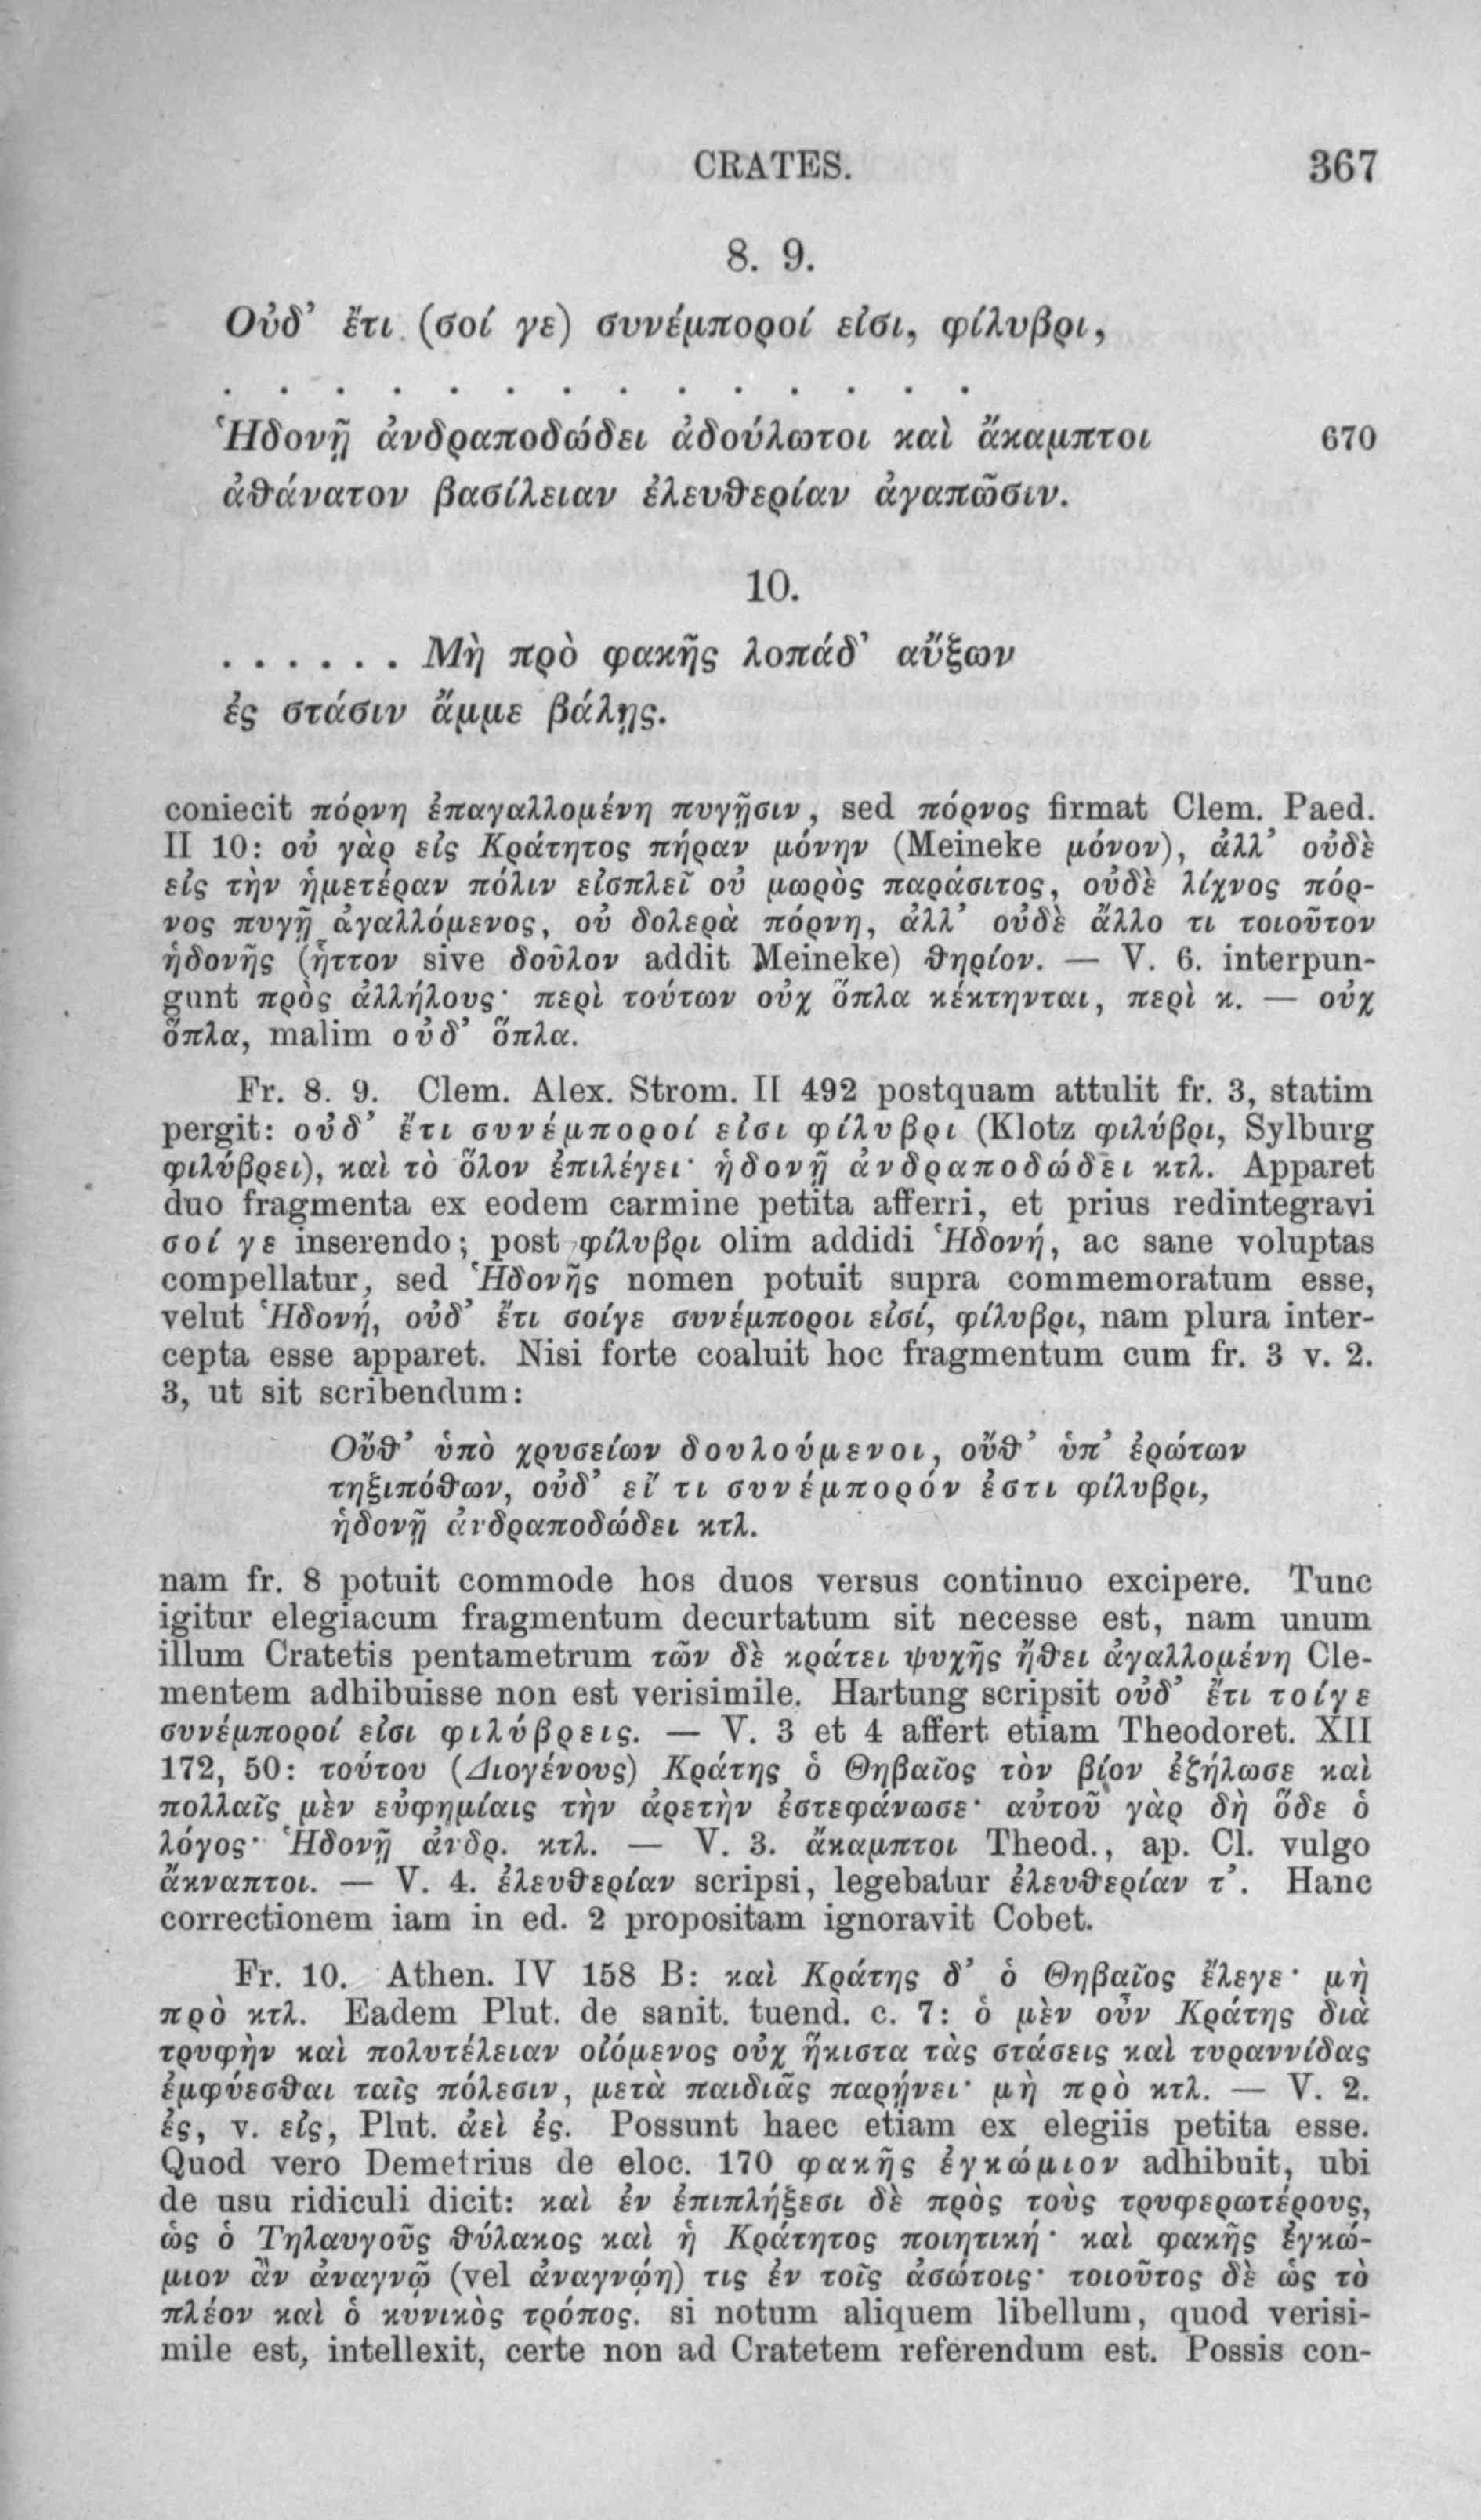 CRATES. 367
8. 9.
Οὐδ’ ἔτι (σοί γε) συνέμποροί εἰσι, φίλυβρι,
. . . . . . . . . . . . . .
Ἡδονῇ ἀνδραποδώδει ἀδούλωτοι καὶ ἄκαμπτοι 670
ἀθάνατον βασίλειαν ἐλευθερίαν ἀγαπῶσιν.
10.
. . . . . . Μὴ πρὸ φακῆς λοπάδ’ αὔξων
ἐς στάσιν ἄμμε βάλῃς.
coniecit πόρνη ἐπαγαλλομένη πυγῇσιν, sed πόρνος firmat Clem. Paed.
II 10: οὐ γὰρ εἰς Κράτητος πήραν μόνην (Meineke μόνον), ἀλλ’ οὐδὲ
εἰς τὴν ἡμετέραν πόλιν εἰσπλεῖ οὐ μωρὸς παράσιτος, οὐδὲ λίχνος πόρ-
νος πυγῇ ἀγαλλόμενος, οὐ δολερὰ πόρνη, ἀλλ’ οὐδὲ ἄλλο τι τοιοῦτον
ἡδονῆς (ἧττον sive δοῦλον addit Meineke) θηρίον. — V. 6. interpun-
gunt πρὸς ἀλλήλους· περὶ τούτων οὐχ ὅπλα κέκτηνται, περὶ κ. — οὐχ
ὅπλα, malim οὐδ’ ὅπλα.
Fr. 8. 9. Clem. Alex. Strom. II 492 postquam attulit fr. 3, statim
pergit: οὐδ’ ἔτι συνέμποροί εἰσι φίλυβρι (Klotz φιλύβρι, Sylburg
φιλύβρει), καὶ τὸ ὅλον ἐπιλέγει· ἡδονῇ ἀνδραποδώδει κτλ. Apparet
duo fragmenta ex eodem carmine petita afferri, et prius redintegravi
σοί γε inserendo; post φίλυβρι olim addidi Ἡδονή, ac sane voluptas
compellatur, sed Ἡδονῆς nomen potuit supra commemoratum esse,
velut Ἡδονή, οὐδ’ ἔτι σοίγε συνέμποροι εἰσί, φίλυβρι, nam plura inter-
cepta esse apparet. Nisi forte coaluit hoc fragmentum cum fr. 3 v. 2.
3, ut sit scribendum:
Οὔθ’ ὑπὸ χρυσείων δουλούμενοι, οὔθ’ ὑπ’ ἐρώτων
τηξιπόθων, οὐδ’ εἴ τι συνέμπορόν ἐστι φίλυβρι,
ἡδονῇ ἀνδραποδώδει κτλ.
nam fr. 8 potuit commode hos duos versus continuo excipere. Tunc
igitur elegiacum fragmentum decurtatum sit necesse est, nam unum
illum Cratetis pentametrum τῶν δὲ κράτει ψυχῆς ἤθει ἀγαλλομένη Cle-
mentem adhibuisse non est verisimile. Hartung scripsit οὐδ’ ἔτι τοίγε
συνέμποροί εἰσι φιλύβρεις. — V. 3 et 4 affert etiam Theodoret. XII
172, 50: τούτου (Διογένους) Κράτης ὁ Θηβαῖος τὸν βίον ἐζήλωσε καὶ
πολλαῖς μὲν εὐφημίαις τὴν ἀρετὴν ἐστεφάνωσε· αὐτοῦ γὰρ δὴ ὅδε ὁ
λόγος· Ἡδονῇ ἀνδρ. κτλ. — V. 3. ἄκαμπτοι Theod., ap. Cl. vulgo
ἄκναπτοι. — V. 4. ἐλευθερίαν scripsi, legebatur ἐλευθερίαν τ’. Hanc
correctionem iam in ed. 2 propositam ignoravit Cobet.
Fr. 10. Athen. IV 158 B: καὶ Κράτης δ’ ὁ Θηβαῖος ἔλεγε· μὴ
πρὸ κτλ. Eadem Plut. de sanit. tuend. c. 7: ὁ μὲν οὖν Κράτης διὰ
τρυφὴν καὶ πολυτέλειαν οἰόμενος οὐχ ἥκιστα τὰς στάσεις καὶ τυραννίδας
ἐμφύεσθαι ταῖς πόλεσιν, μετὰ παιδιᾶς παρῄνει· μὴ πρὸ κτλ. — V. 2.
ἐς, v. εἰς, Plut. ἀεὶ ἐς. Possunt haec etiam ex elegiis petita esse.
Quod vero Demetrius de eloc. 170 φακῆς ἐγκώμιον adhibuit, ubi
de usu ridiculi dicit: καὶ ἐν ἐπιπλήξεσι δὲ πρὸς τοὺς τρυφερωτέρους,
ὡς ὁ Τηλαυγοῦς θύλακος καὶ ἡ Κράτητος ποιητική· καὶ φακῆς ἐγκώ-
μιον ἂν ἀναγνῷ (vel ἀναγνῴη) τις ἐν τοῖς ἀσώτοις· τοιοῦτος δὲ ὡς τὸ
πλέον καὶ ὁ κυνικὸς τρόπος. si notum aliquem libellum, quod verisi-
mile est, intellexit, certe non ad Cratetem referendum est. Possis con-